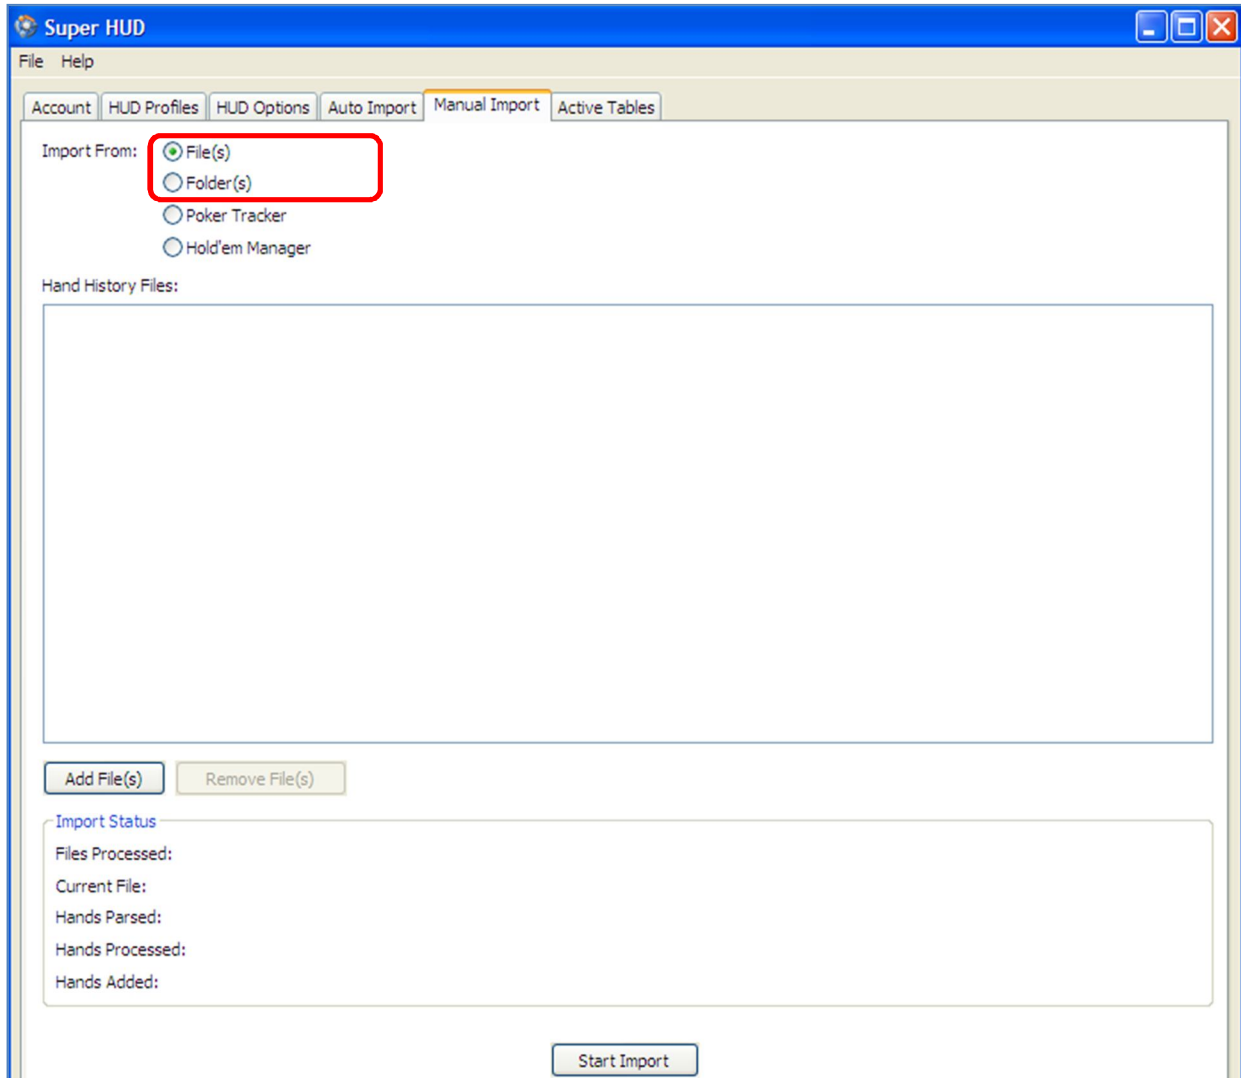 Super HUD
File Help
Account HUD Profiles HUD Options Auto Import Manual Import Active Tables
Import From: File(s)
Folder(s)
Poker Tracker
Hold'em Manager
Hand History Files:
Add File(s) Remove File(s)
Import Status
Files Processed:
Current File:
Hands Parsed:
Hands Processed:
Hands Added:
Start Import